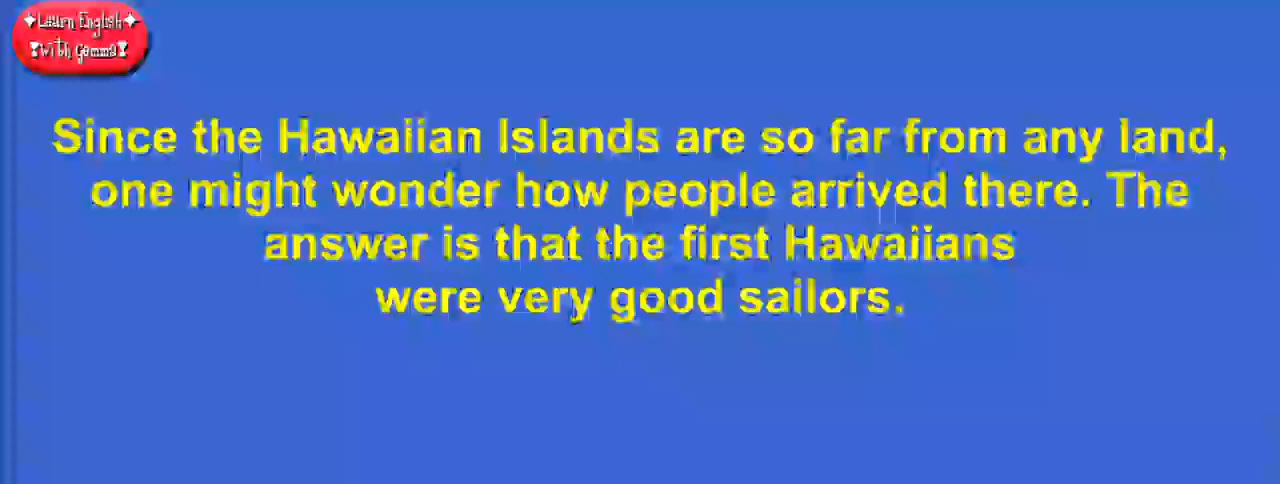 Learn English
with Gemma
Since the Hawaiian Islands are so far from any land,
one might wonder how people arrived there. The
answer is that the first Hawaiians
were very good sailors.